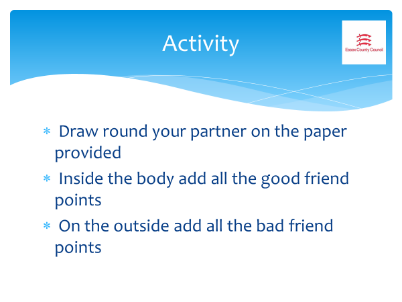 Activity
Essex County Council
Draw round your partner on the paper
provided
Inside the body add all the good friend
points
On the outside add all the bad friend
points